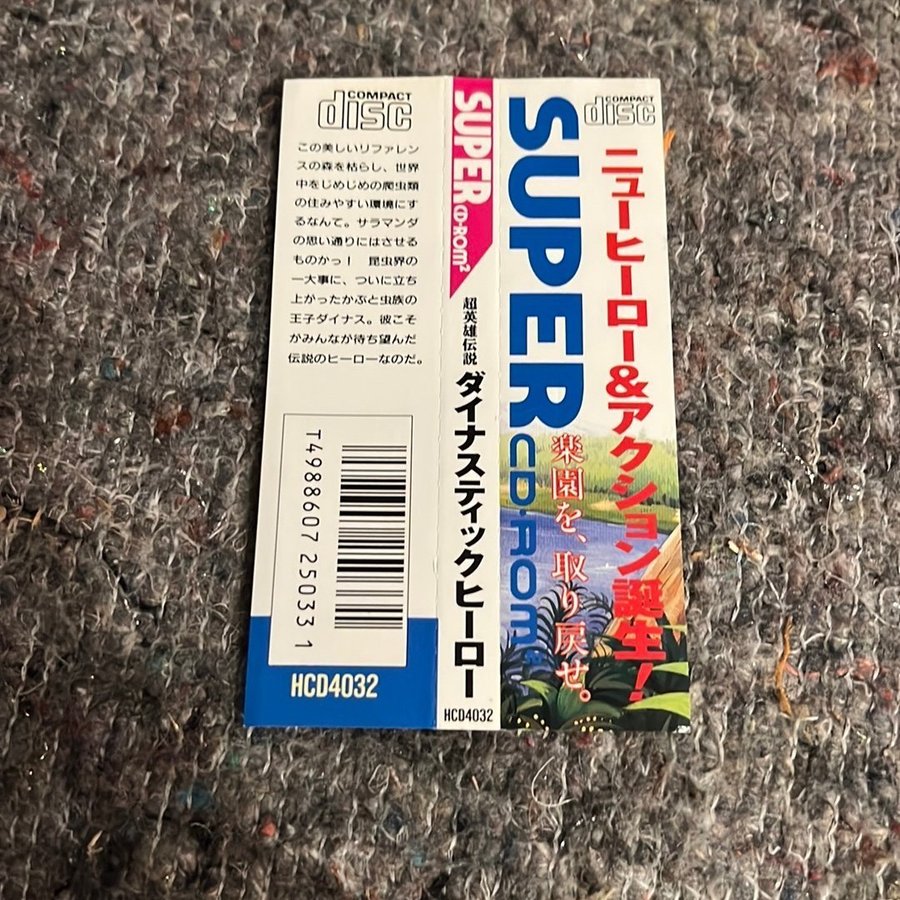 COMPACT
disc
この美しいリファレン
スの森を枯らし、世界
中をじめじめの爬虫類
の住みやすい環境にす
るなんて。サラマンダ
の思い通りにはさせる
ものかっ！　昆虫界の
一大事に、ついに立ち
上がったかぶと虫族の
王子ダイナス。彼こそ
がみんなが待ち望んだ
伝説のヒーローなのだ。
T4988607 25033 1
HCD4032
SUPER CD-ROM²
超英雄伝説
ダイナスティックヒーロー
HCD4032
COMPACT
disc
ニューヒーロー&アクション誕生!
SUPER CD-ROM
楽園を、取り戻せ。